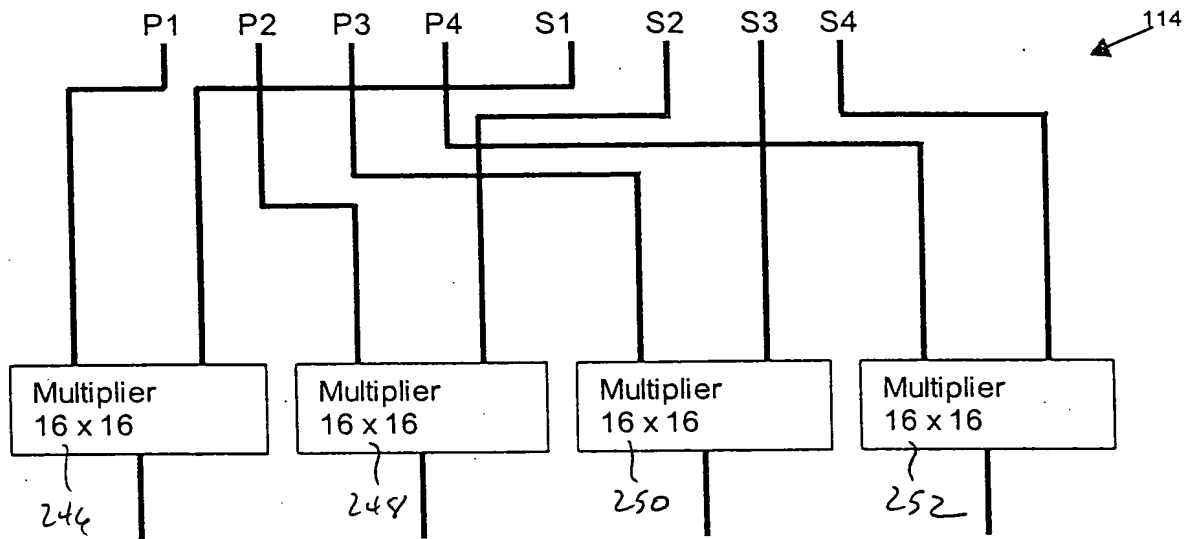 P1 P2 P3 P4 S1 S2 S3 S4
114
Multiplier
16 x 16
Multiplier
16 x 16
Multiplier
16 x 16
Multiplier
16 x 16
246
248
250
252